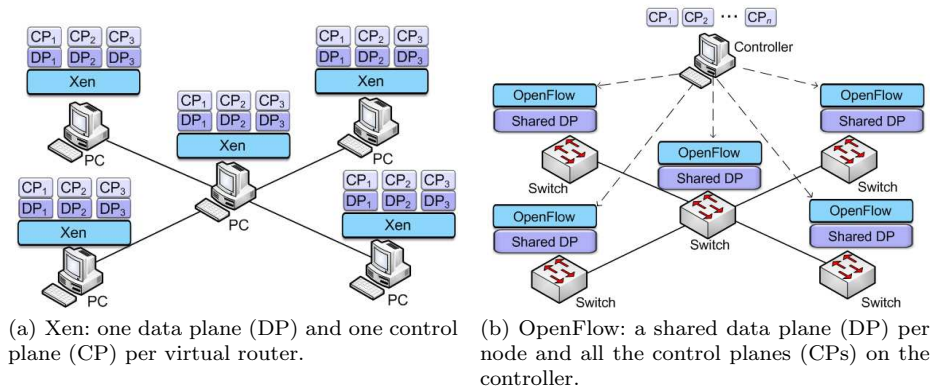 CP1 CP2 CP3
DP1 DP2 DP3
Xen
PC
CP1 CP2 CP3
DP1 DP2 DP3
Xen
PC
CP1 CP2 CP3
DP1 DP2 DP3
Xen
PC
CP1 CP2 CP3
DP1 DP2 DP3
Xen
PC
CP1 CP2 CP3
DP1 DP2 DP3
Xen
PC
(a) Xen: one data plane (DP) and one control
plane (CP) per virtual router.
CP1 CP2 ··· CPn
Controller
OpenFlow
Shared DP
Switch
OpenFlow
Shared DP
Switch
OpenFlow
Shared DP
Switch
OpenFlow
Shared DP
Switch
OpenFlow
Shared DP
Switch
(b) OpenFlow: a shared data plane (DP) per
node and all the control planes (CPs) on the
controller.